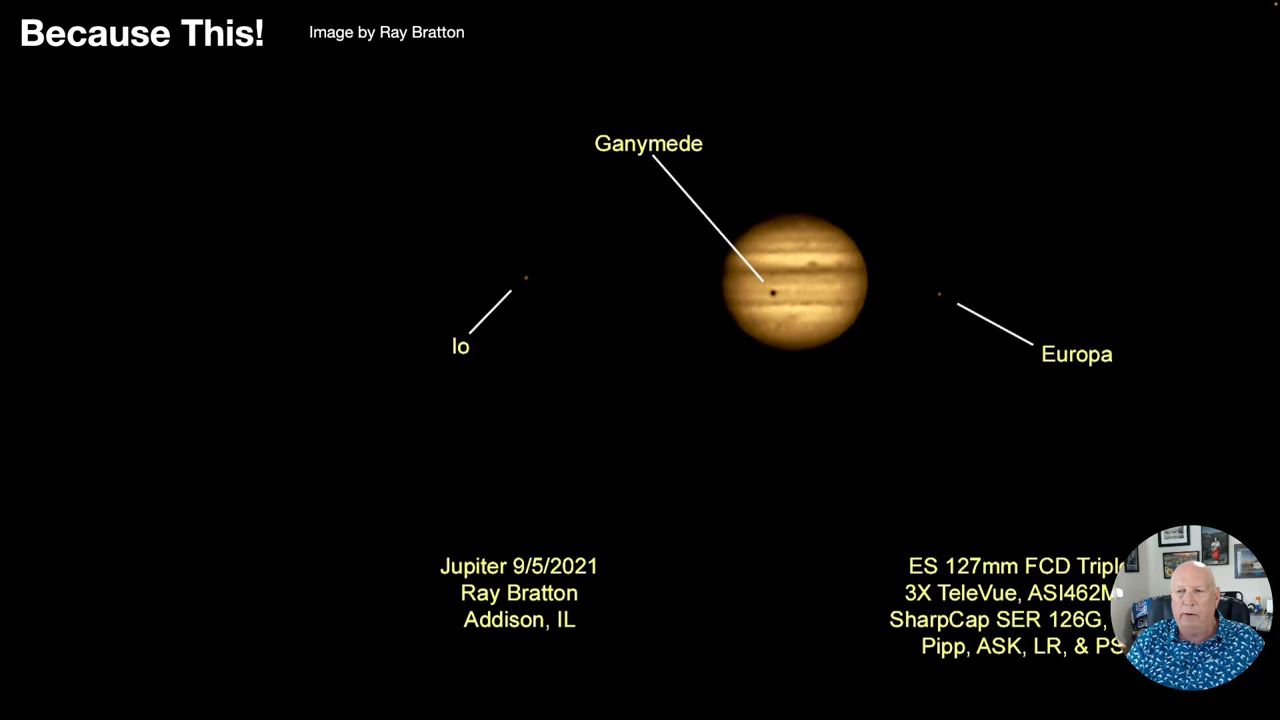 Because This!
Image by Ray Bratton
Ganymede
Io
Europa
Jupiter 9/5/2021
Ray Bratton
Addison, IL
ES 127mm FCD
3X TeleVue,
SharpCap SER 126G,
Pipp, ASK, LR, &